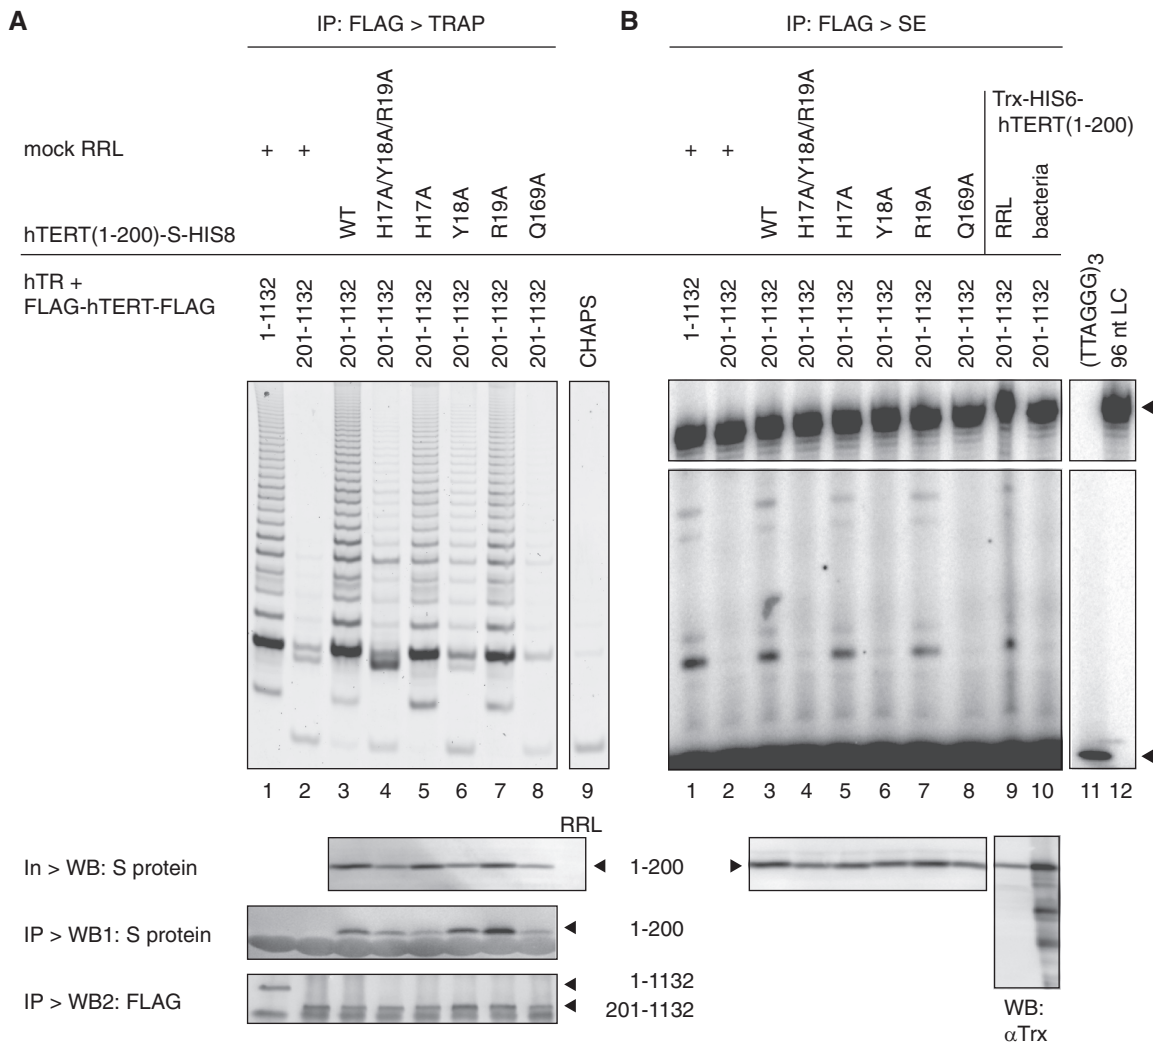 A
IP: FLAG > TRAP
B
IP: FLAG > SE
mock RRL
+ +
+ +
Trx-HIS6-
hTERT(1-200)
hTERT(1-200)-S-HIS8
WT
H17A/Y18A/R19A
H17A
Y18A
R19A
Q169A
WT
H17A/Y18A/R19A
H17A
Y18A
R19A
Q169A
RRL
bacteria
hTR +
FLAG-hTERT-FLAG
1-1132
201-1132
201-1132
201-1132
201-1132
201-1132
201-1132
201-1132
CHAPS
1-1132
201-1132
201-1132
201-1132
201-1132
201-1132
201-1132
201-1132
201-1132
201-1132
(TTAGGG)3
96 nt LC
1 2 3 4 5 6 7 8 9
1 2 3 4 5 6 7 8 9 10 11 12
RRL
In > WB: S protein
1-200
IP > WB1: S protein
1-200
IP > WB2: FLAG
1-1132
201-1132
WB:
αTrx